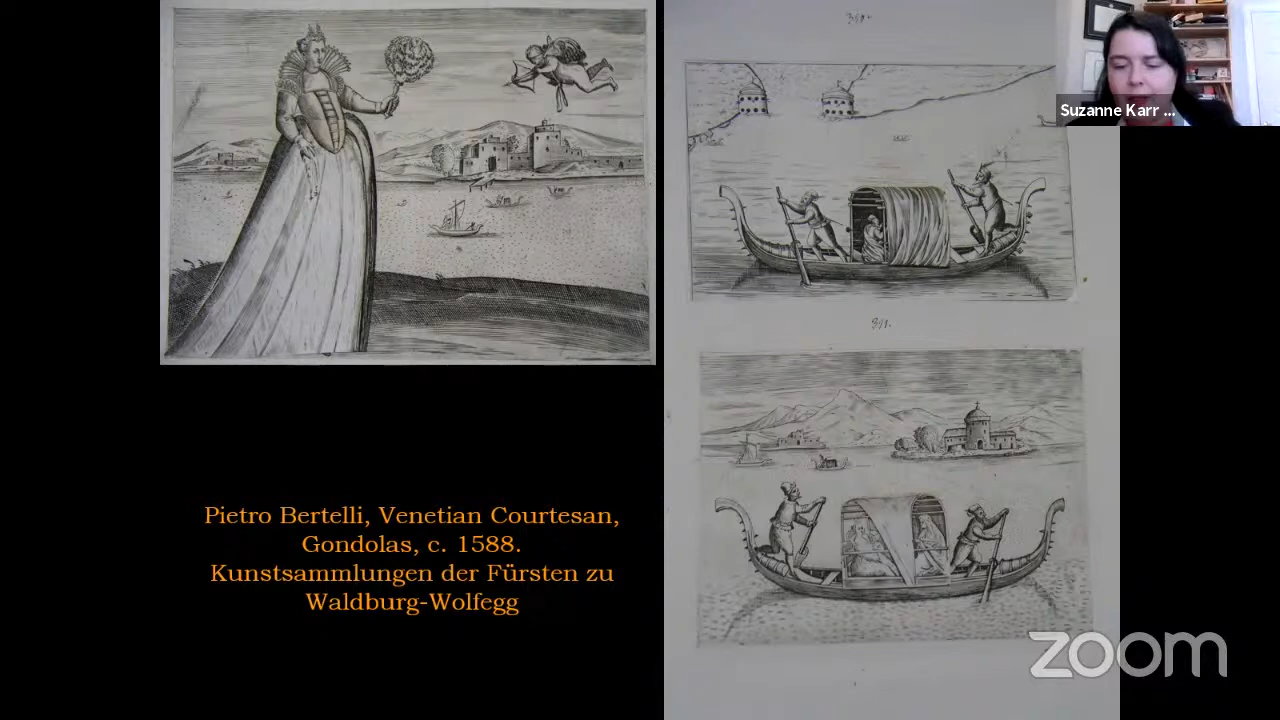 Suzanne Karr ...
Pietro Bertelli, Venetian Courtesan,
Gondolas, c. 1588.
Kunstsammlungen der Fürsten zu
Waldburg-Wolfegg
zoom